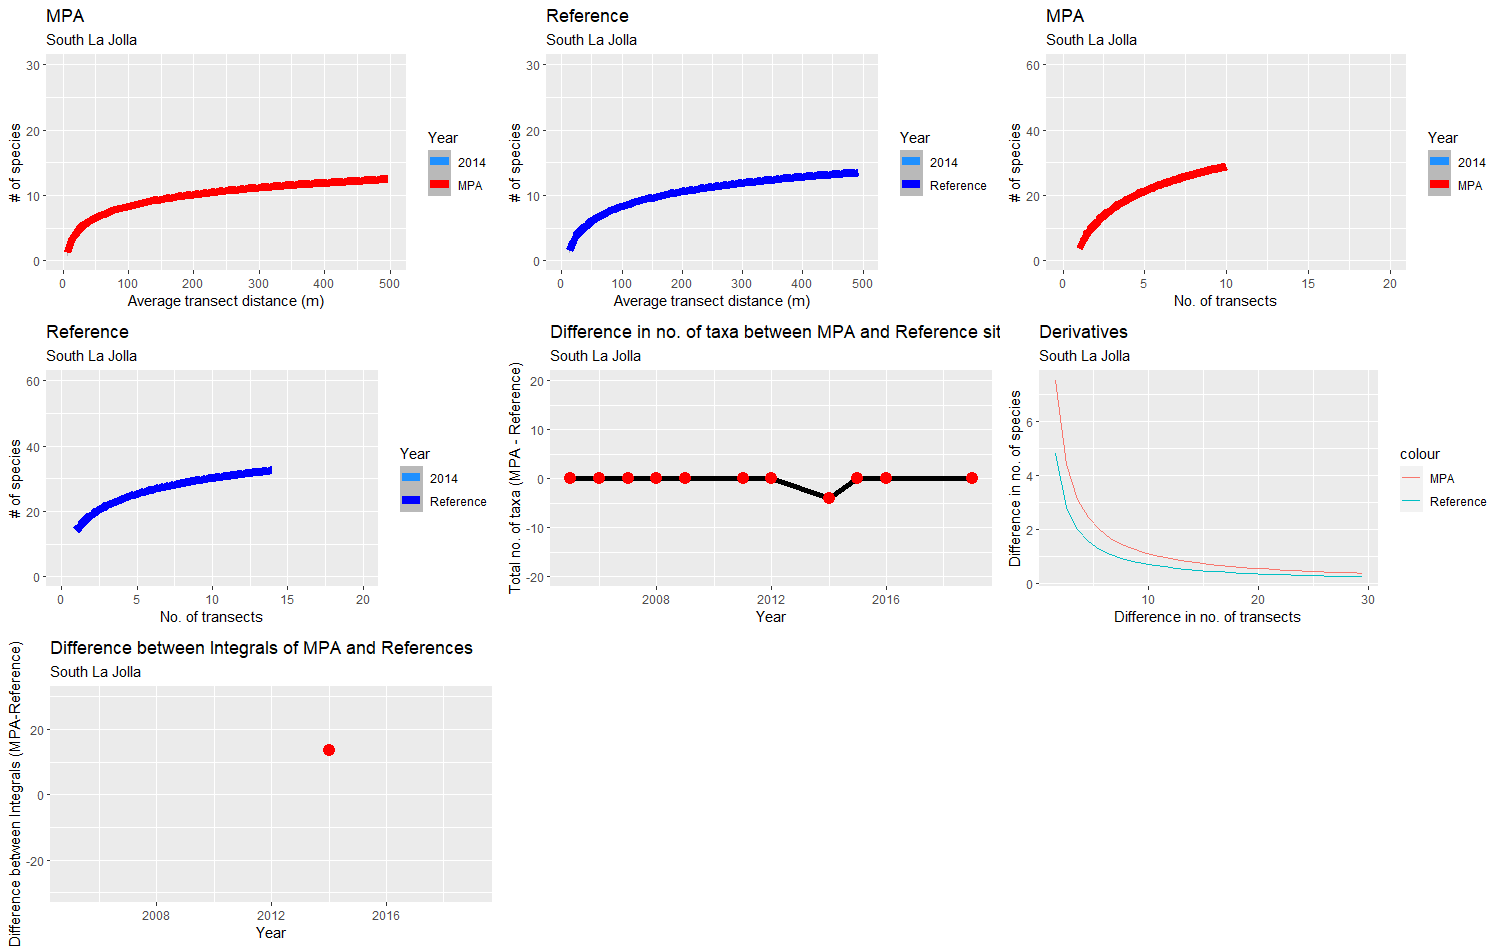 MPA
South La Jolla
# of species
30
20
10
0
0 100 200 300 400 500
Average transect distance (m)
Year
2014
MPA
Reference
South La Jolla
# of species
30
20
10
0
0 100 200 300 400 500
Average transect distance (m)
Year
2014
Reference
MPA
South La Jolla
# of species
60
40
20
0
0 5 10 15 20
No. of transects
Year
2014
MPA
Reference
South La Jolla
# of species
60
40
20
0
0 5 10 15 20
No. of transects
Year
2014
Reference
Difference in no. of taxa between MPA and Reference sit
South La Jolla
Total no. of taxa (MPA - Reference)
20
10
0
-10
-20
2008 2012 2016
Year
Derivatives
South La Jolla
Difference in no. of species
6
4
2
0
10 20 30
Difference in no. of transects
colour
MPA
Reference
Difference between Integrals of MPA and References
South La Jolla
Difference between Integrals (MPA-Reference)
20
0
-20
2008 2012 2016
Year